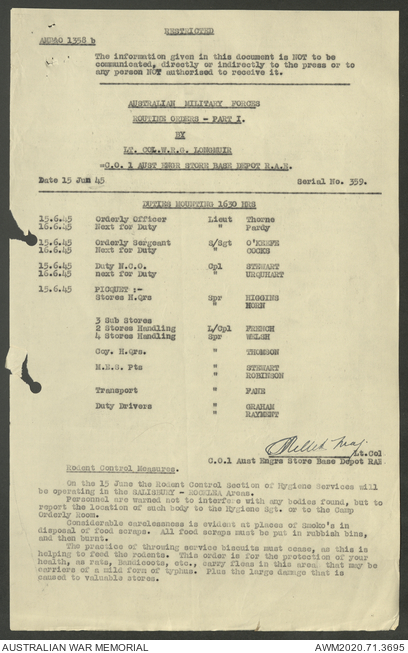 RESTRICTED
ANDAO 1358 b
The information given in this document is NOT to be
communicated, directly or indirectly to the press or to
any person NOT authorised to receive it.
AUSTRALIAN MILITARY FORCES
ROUTINE ORDERS - PART I.
BY
LT. COL.W.R.G. LONGMUIR
C.O. 1 AUST ENGR STORE BASE DEPOT R.A.E.
Date 15 Jun 45 Serial No. 359.
DUTIES MOUNTING 1630 HRS
15.6.45 Orderly Officer Lieut Thorne
16.6.45 Next for Duty " Pardy
15.6.45 Orderly Sergeant S/Sgt O'KEEFE
16.6.45 Next for Duty " COCKS
15.6.45 Duty N.C.O. Cpl STEWART
16.6.45 next for Duty " URQUHART
15.6.45 PICQUET :-
Stores H.Qrs Spr HIGGINS
" HORN
3 Sub Stores
2 Stores Handling L/Cpl FRENCH
4 Stores Handling Spr WELSH
Coy. H.Qrs. " THOMSON
M.E.S. Pts " STEWART
" ROBINSON
Transport " PANE
Duty Drivers " GRAHAM
" RAYMENT
Maj.
Lt.Col
C.O.1 Aust Engrs Store Base Depot RAE
Rodent Control Measures.
On the 15 June the Rodent Control Section of Hygiene Services will
be operating in the SALISBURY - ROCKLEA Areas.
Personnel are warned not to interfere with any bodies found, but to
report the location of such body to the Hygiene Sgt. or to the Camp
Orderly Room.
Considerable carelessness is evident at places of Smoko's in
disposal of food scraps. All food scraps must be put in rubbish bins,
and then burnt.
The practice of throwing service biscuits must cease, as this is
helping to feed the rodents. This order is for the protection of your
health, as rats, Bandicoots, etc., carry fleas in this area, that may be
carriers of a mild form of typhus. Plus the large damage that is
caused to valuable stores.
AUSTRALIAN WAR MEMORIAL
AWM2020.71.3695